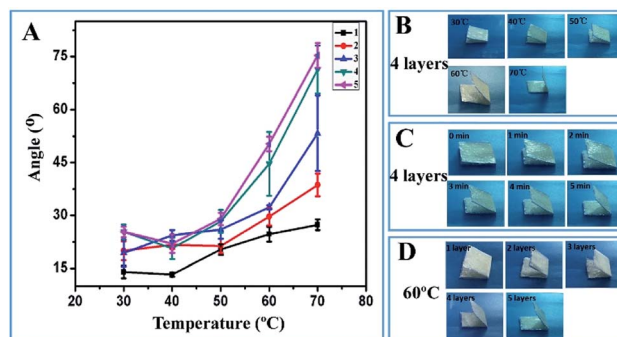 A
1
2
3
4
5
75
60
45
30
15
Angle (º)
20 30 40 50 60 70 80
Temperature (ºC)
B
4 layers
30℃ 40℃ 50℃
60℃ 70℃
C
4 layers
0 min 1 min 2 min
3 min 4 min 5 min
D
60ºC
1 layer 2 layers 3 layers
4 layers 5 layers